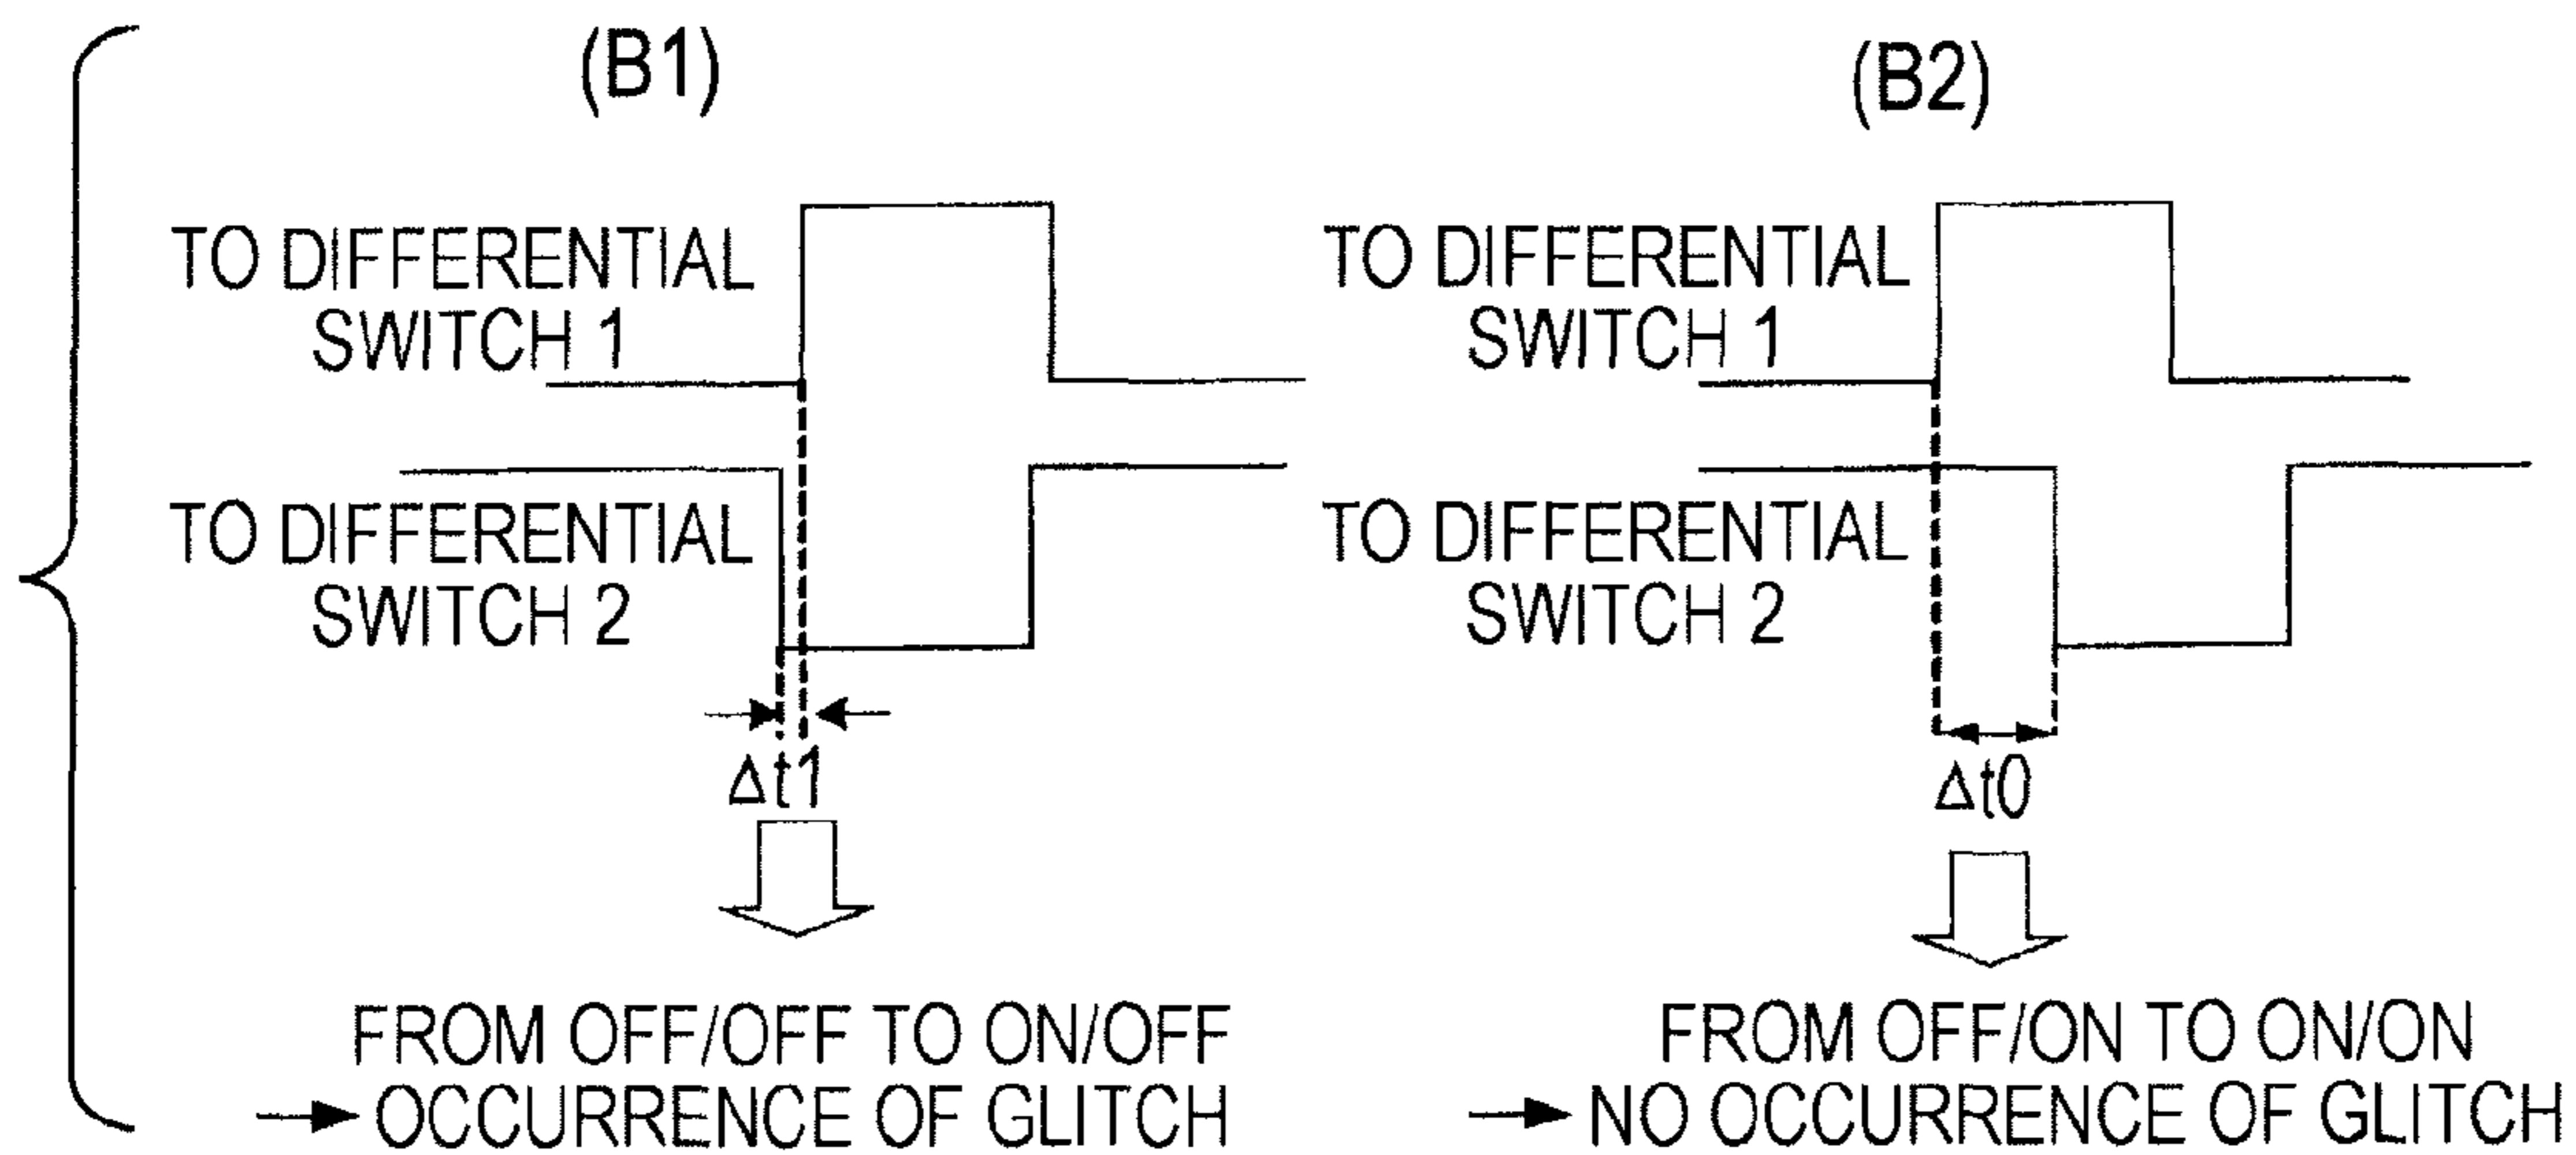 (B1)
TO DIFFERENTIAL
SWITCH 1
TO DIFFERENTIAL
SWITCH 2
Δt1
FROM OFF/OFF TO ON/OFF
OCCURRENCE OF GLITCH
(B2)
TO DIFFERENTIAL
SWITCH 1
TO DIFFERENTIAL
SWITCH 2
Δt0
FROM OFF/ON TO ON/ON
NO OCCURRENCE OF GLITCH